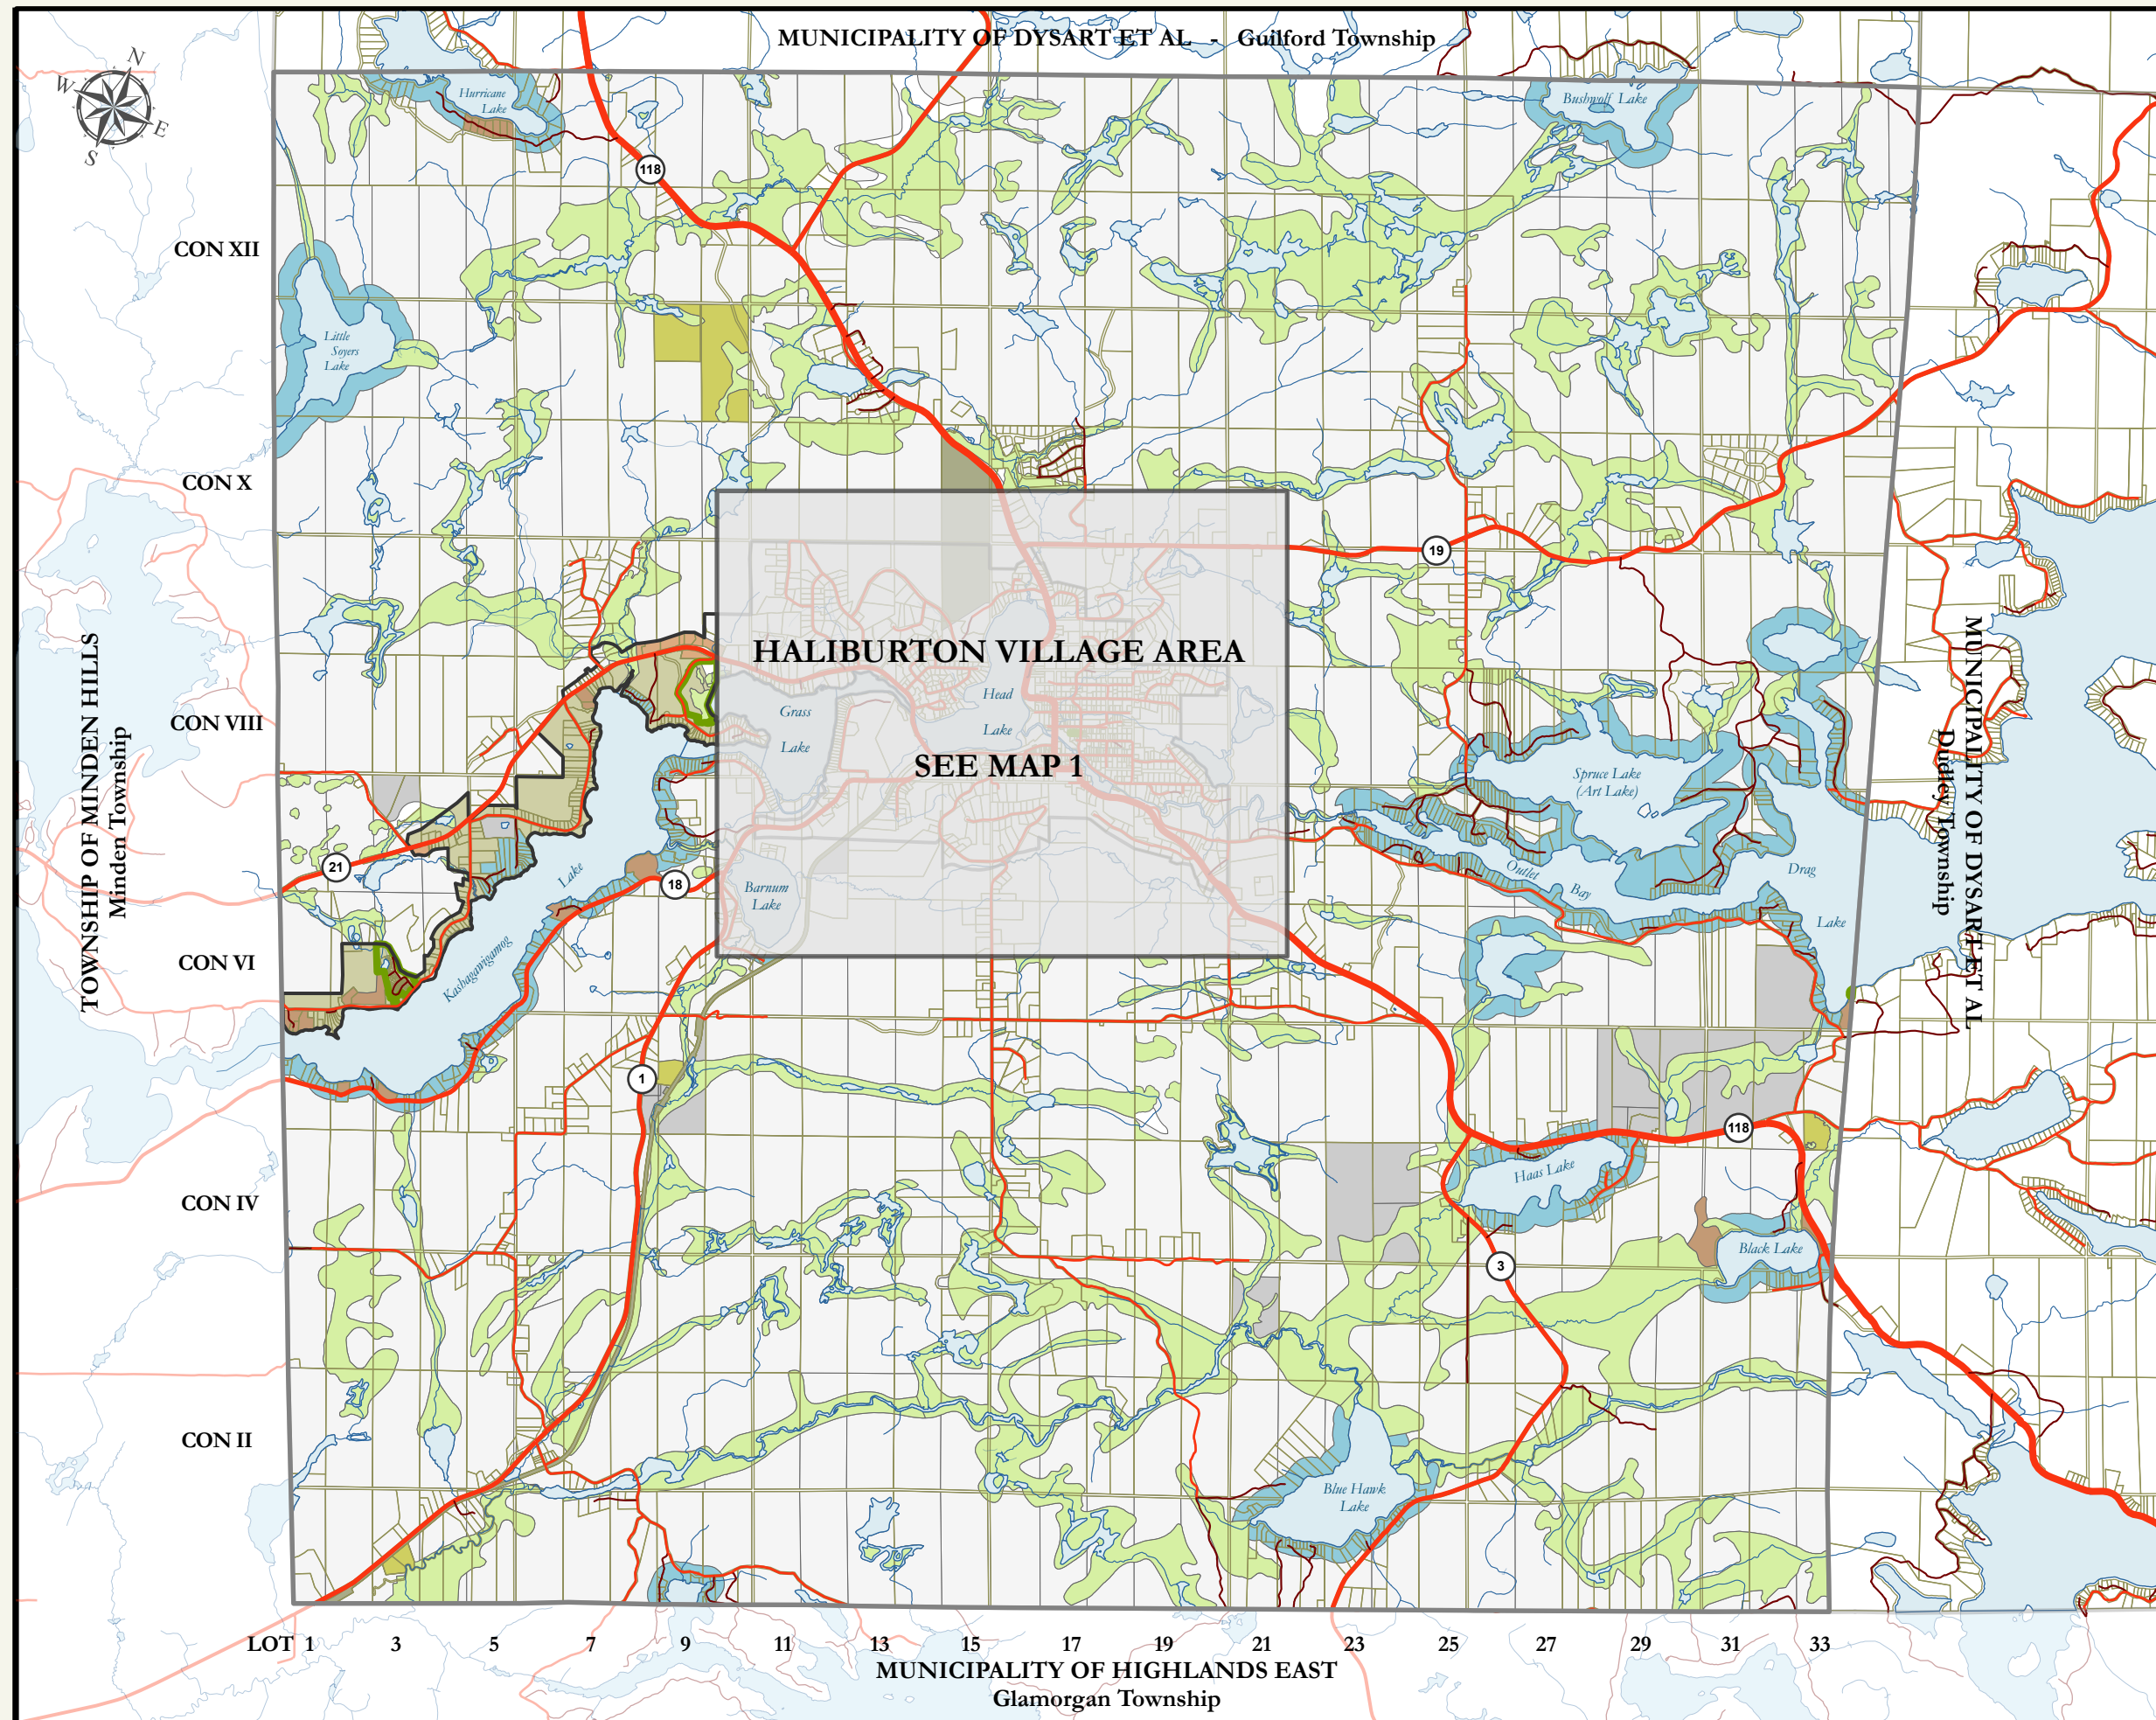 MUNICIPALITY OF DYSART ET AL - Guilford Township
N
W
E
S
Hurricane
Lake
Bushwolf Lake
118
CON XII
Little
Soyers
Lake
CON X
19
HALIBURTON VILLAGE AREA
Head
Lake
Grass
Lake
SEE MAP 1
CON VIII
TOWNSHIP OF MINDEN HILLS
Minden Township
MUNICIPALITY OF DYSART ET AL
Dudley Township
Spruce Lake
(Art Lake)
21
Lake
18
Barnum
Lake
Outlet
Bay
Drag
Lake
CON VI
Kashagawigamog
1
118
Haas Lake
CON IV
Black Lake
3
CON II
Blue Hawk
Lake
LOT 1 3 5 7 9 11 13 15 17 19 21 23 25 27 29 31 33
MUNICIPALITY OF HIGHLANDS EAST
Glamorgan Township